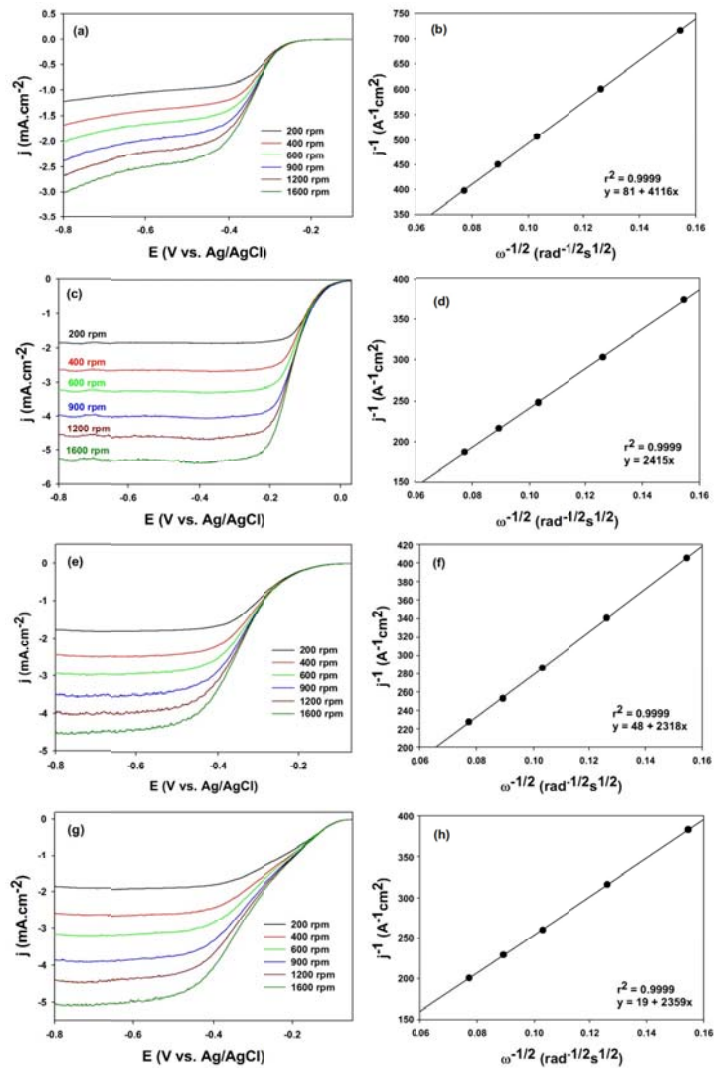 (a)
0.0
-0.5
-1.0
-1.5
-2.0
-2.5
-3.0
-3.5
j (mA.cm-2)
200 rpm
400 rpm
600 rpm
900 rpm
1200 rpm
1600 rpm
-0.8
-0.6
-0.4
-0.2
E (V vs. Ag/AgCl)
(b)
750
700
650
600
550
500
450
400
350
j-1 (A-1cm2)
r2 = 0.9999
y = 81 + 4116x
0.06
0.08
0.10
0.12
0.14
0.16
ω-1/2 (rad-1/2s1/2)
(c)
0
-1
-2
-3
-4
-5
-6
j (mA.cm-2)
200 rpm
400 rpm
600 rpm
900 rpm
1200 rpm
1600 rpm
-0.8
-0.6
-0.4
-0.2
0.0
E (V vs. Ag/AgCl)
(d)
400
350
300
250
200
150
j-1 (A-1cm2)
r2 = 0.9999
y = 2415x
0.06
0.08
0.10
0.12
0.14
0.16
ω-1/2 (rad-1/2s1/2)
(e)
0
-1
-2
-3
-4
-5
j (mA.cm-2)
200 rpm
400 rpm
600 rpm
900 rpm
1200 rpm
1600 rpm
-0.8
-0.6
-0.4
-0.2
E (V vs. Ag/AgCl)
(f)
420
400
380
360
340
320
300
280
260
240
220
200
j-1 (A-1cm2)
r2 = 0.9999
y = 48 + 2318x
0.06
0.08
0.10
0.12
0.14
0.16
ω-1/2 (rad-1/2s1/2)
(g)
0
-1
-2
-3
-4
-5
j (mA.cm-2)
200 rpm
400 rpm
600 rpm
900 rpm
1200 rpm
1600 rpm
-0.8
-0.6
-0.4
-0.2
E (V vs. Ag/AgCl)
(h)
400
350
300
250
200
150
j-1 (A-1cm2)
r2 = 0.9999
y = 19 + 2359x
0.06
0.08
0.10
0.12
0.14
0.16
ω-1/2 (rad-1/2s1/2)